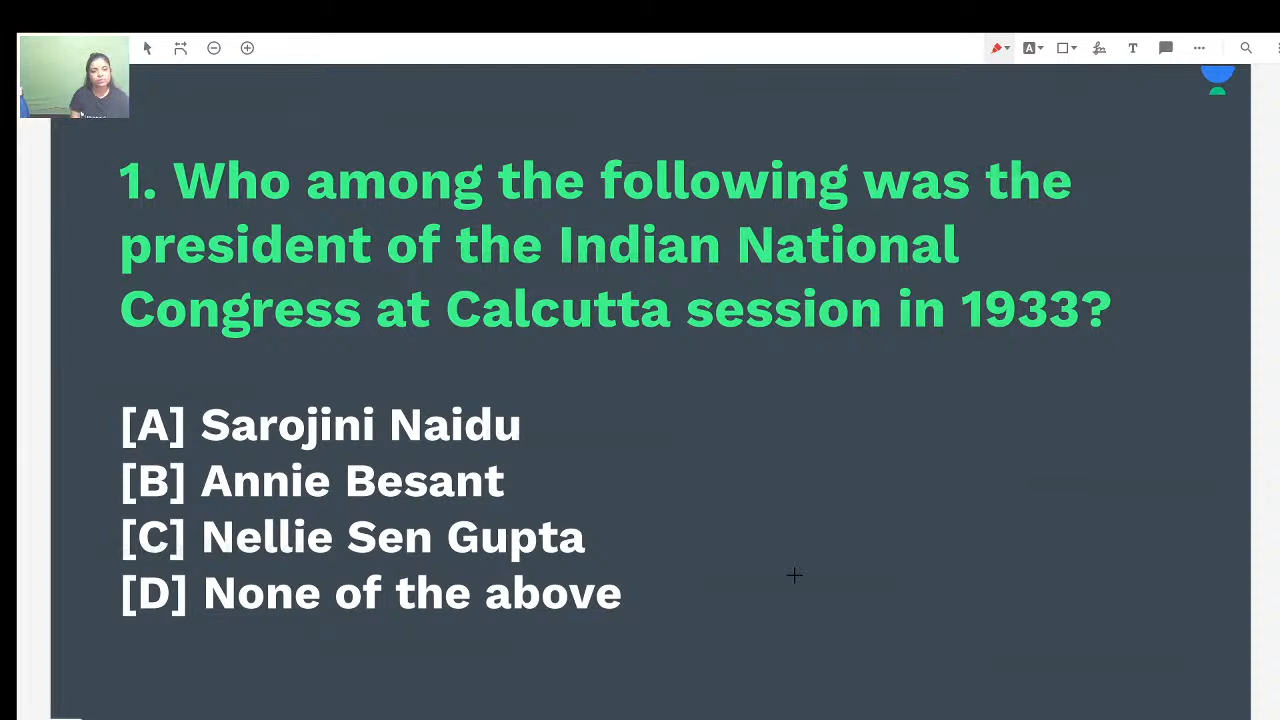 1. Who among the following was the
president of the Indian National
Congress at Calcutta session in 1933?
[A] Sarojini Naidu
[B] Annie Besant
[C] Nellie Sen Gupta
[D] None of the above